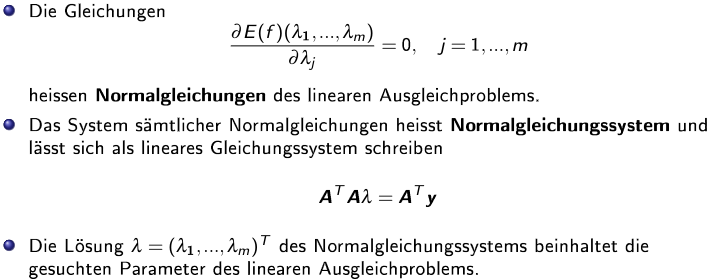 Die Gleichungen
∂E(f)(λ₁, ..., λₘ) / ∂λⱼ = 0, j = 1, ..., m
heissen Normalgleichungen des linearen Ausgleichproblems.
Das System sämtlicher Normalgleichungen heisst Normalgleichungssystem und
lässt sich als lineares Gleichungssystem schreiben
AᵀAλ = Aᵀy
Die Lösung λ = (λ₁, ..., λₘ)ᵀ des Normalgleichungssystems beinhaltet die
gesuchten Parameter des linearen Ausgleichproblems.